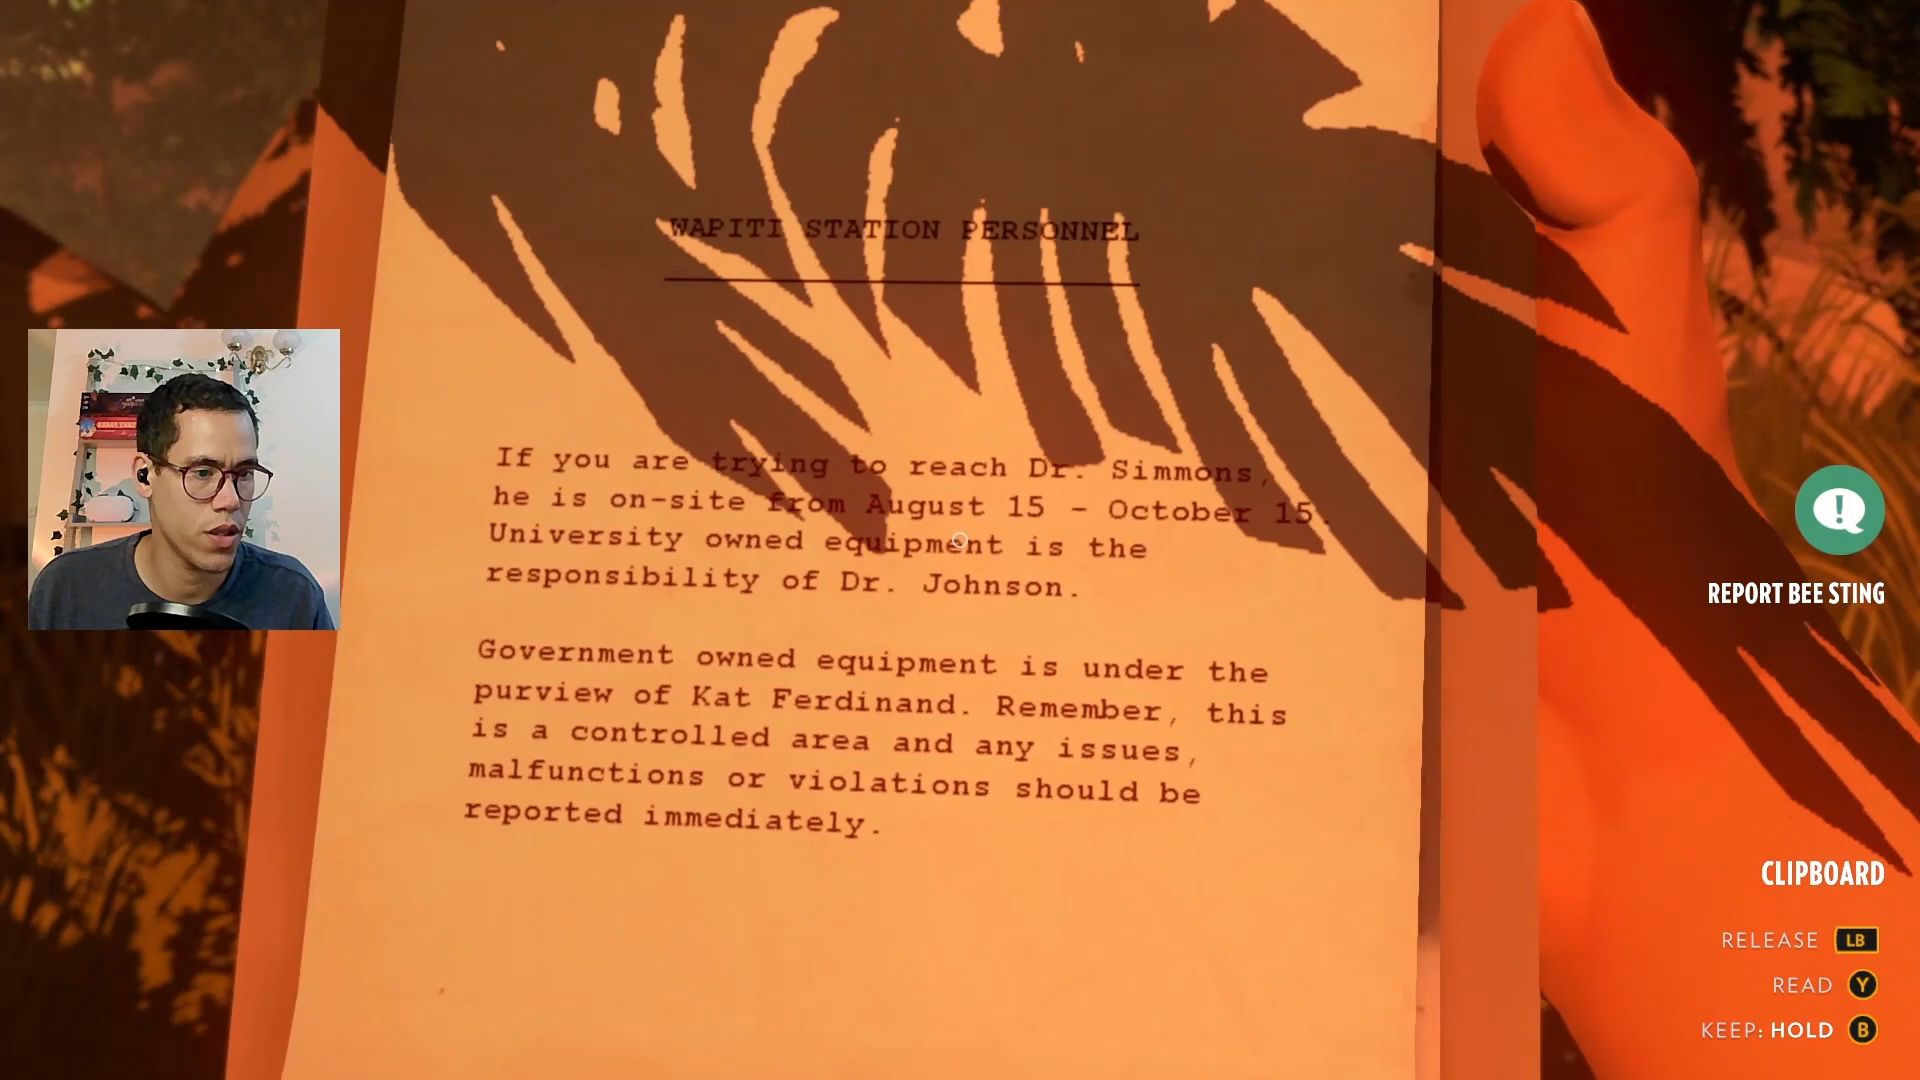 WAPITI STATION PERSONNEL
If you are trying to reach Dr. Simmons,
he is on-site from August 15 - October 15.
University owned equipment is the
responsibility of Dr. Johnson.
Government owned equipment is under the
purview of Kat Ferdinand. Remember, this
is a controlled area and any issues,
malfunctions or violations should be
reported immediately.
REPORT BEE STING
CLIPBOARD
RELEASE LB
READ Y
KEEP: HOLD B